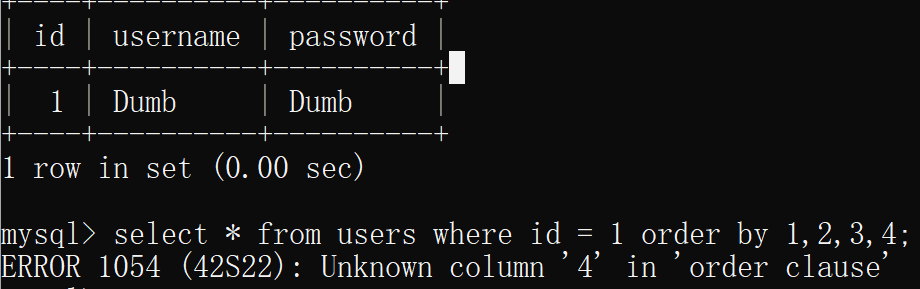 +----+----------+----------+
| id | username | password |
+----+----------+----------+
|  1 | Dumb     | Dumb     |
+----+----------+----------+
1 row in set (0.00 sec)
mysql> select * from users where id = 1 order by 1,2,3,4;
ERROR 1054 (42S22): Unknown column '4' in 'order clause'